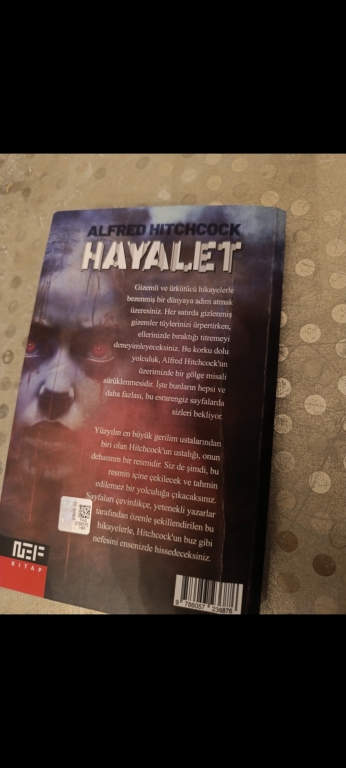 ALFRED HITCHCOCK
HAYALET
Gizemli ve ürkütücü hikayelerle
bezenmiş bir dünyaya adım atmak
üzeresiniz. Her satırda gizlenmiş
gizemler tüylerinizi ürpertirken,
ellerinizde bıraktığı titremeyi
deneyimleyeceksiniz. Bu korku dolu
yolculuk, Alfred Hitchcock'un
üzerimizde bir gölge misali
sürüklenmesidir. İşte bunların hepsi ve
daha fazlası, bu esrarengiz sayfalarda
sizleri bekliyor.
Yüzyılın en büyük gerilim ustalarından
biri olan Hitchcock'un ustalığı, onun
dehasının bir resmidir. Siz de şimdi, bu
resmin içine çekilecek ve tahmin
edilemez bir yolculuğa çıkacaksınız.
Sayfaları çevirdikçe, yetenekli yazarlar
tarafından özenle şekillendirilen bu
hikayelerle, Hitchcock'un buz gibi
nefesini ensenizde hissedeceksiniz.
NEF
KİTAP
9 786057 236876